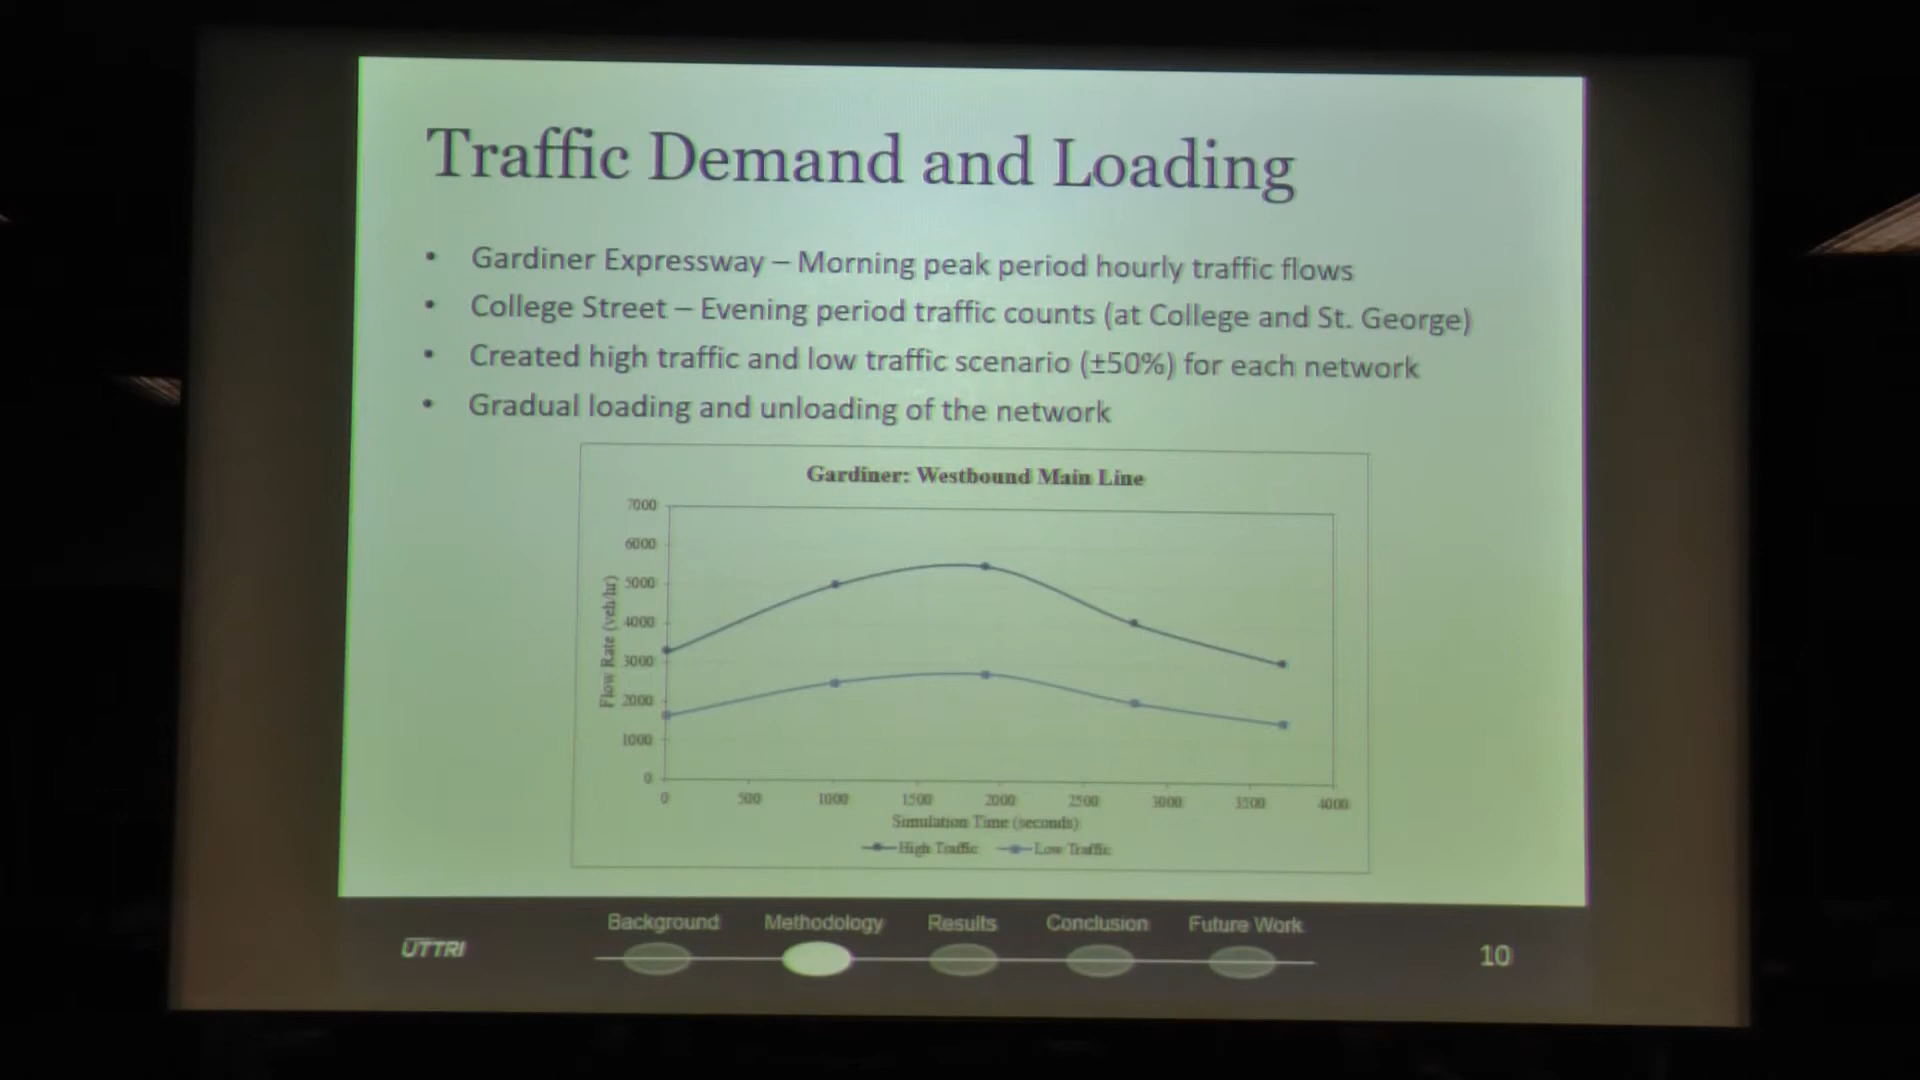 Traffic Demand and Loading
• Gardiner Expressway – Morning peak period hourly traffic flows
• College Street – Evening period traffic counts (at College and St. George)
• Created high traffic and low traffic scenario (±50%) for each network
• Gradual loading and unloading of the network
Gardiner: Westbound Main Line
7000
6000
5000
4000
3000
2000
1000
0
Flow Rate (veh/hr)
0 500 1000 1500 2000 2500 3000 3500 4000
Simulation Time (seconds)
High Traffic Low Traffic
Background Methodology Results Conclusion Future Work
UTTRI
10